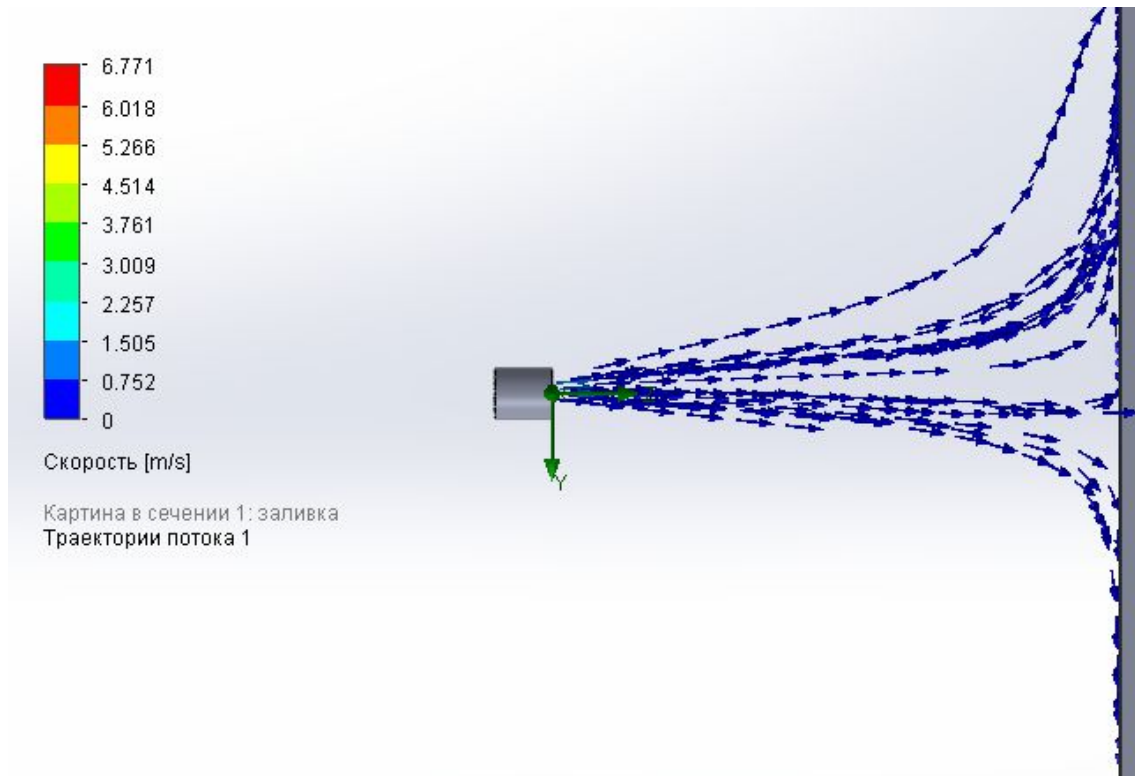 6.771
6.018
5.266
4.514
3.761
3.009
2.257
1.505
0.752
0
Скорость [m/s]
Картина в сечении 1: заливка
Траектории потока 1
Y